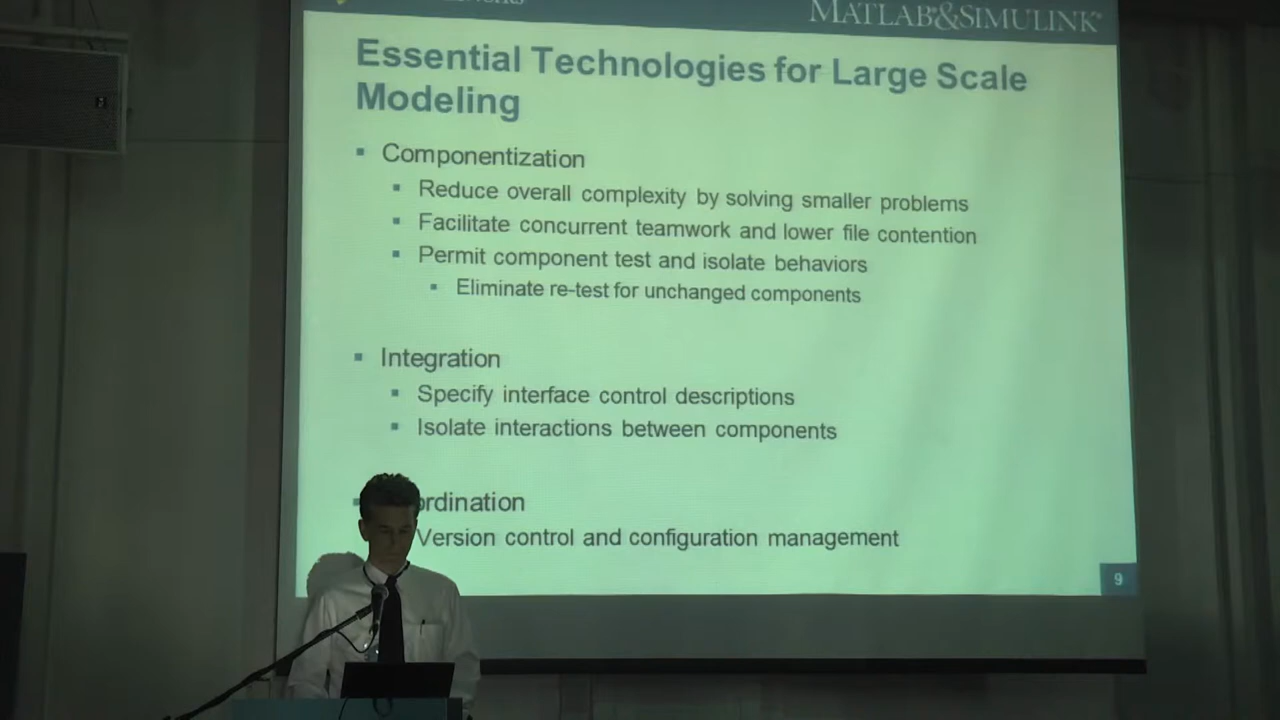 MATLAB&SIMULINK
Essential Technologies for Large Scale
Modeling
Componentization
Reduce overall complexity by solving smaller problems
Facilitate concurrent teamwork and lower file contention
Permit component test and isolate behaviors
Eliminate re-test for unchanged components
Integration
Specify interface control descriptions
Isolate interactions between components
ordination
Version control and configuration management
9